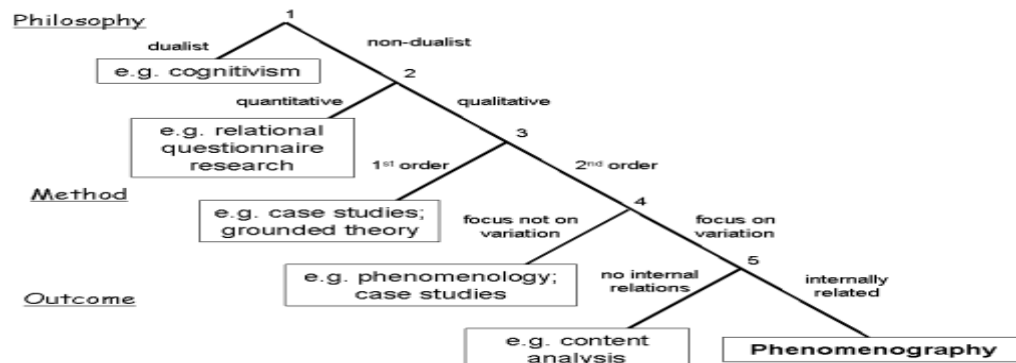 Philosophy
1
dualist
non-dualist
e.g. cognitivism
2
quantitative
qualitative
e.g. relational
questionnaire
research
3
1st order
2nd order
Method
e.g. case studies;
grounded theory
4
focus not on
variation
focus on
variation
e.g. phenomenology;
case studies
5
no internal
relations
internally
related
Outcome
e.g. content
analysis
Phenomenography